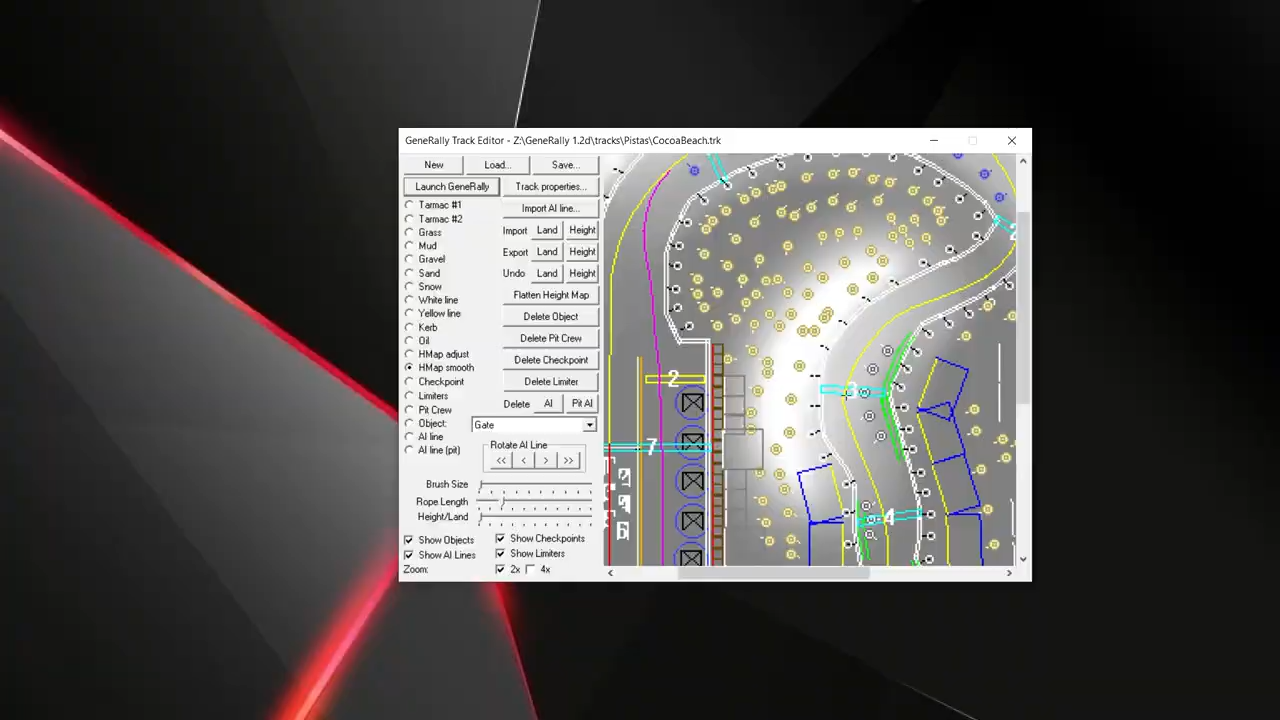 GeneRally Track Editor - Z:\GeneRally 1.2d\tracks\Pistas\CocoaBeach.trk
New Load... Save...
Launch GeneRally Track properties...
Tarmac #1
Tarmac #2
Grass
Mud
Gravel
Sand
Snow
White line
Yellow line
Kerb
Oil
HMap adjust
HMap smooth
Checkpoint
Limiters
Pit Crew
Object: Gate
AI line
AI line (pit)
Import AI line...
Import Land Height
Export Land Height
Undo Land Height
Flatten Height Map
Delete Object
Delete Pit Crew
Delete Checkpoint
Delete Limiter
Delete AI Pit AI
Rotate AI Line
<< < > >>
Brush Size
Rope Length
Height/Land
Show Objects Show Checkpoints
Show AI Lines Show Limiters
Zoom: 2x 4x
2
7
4